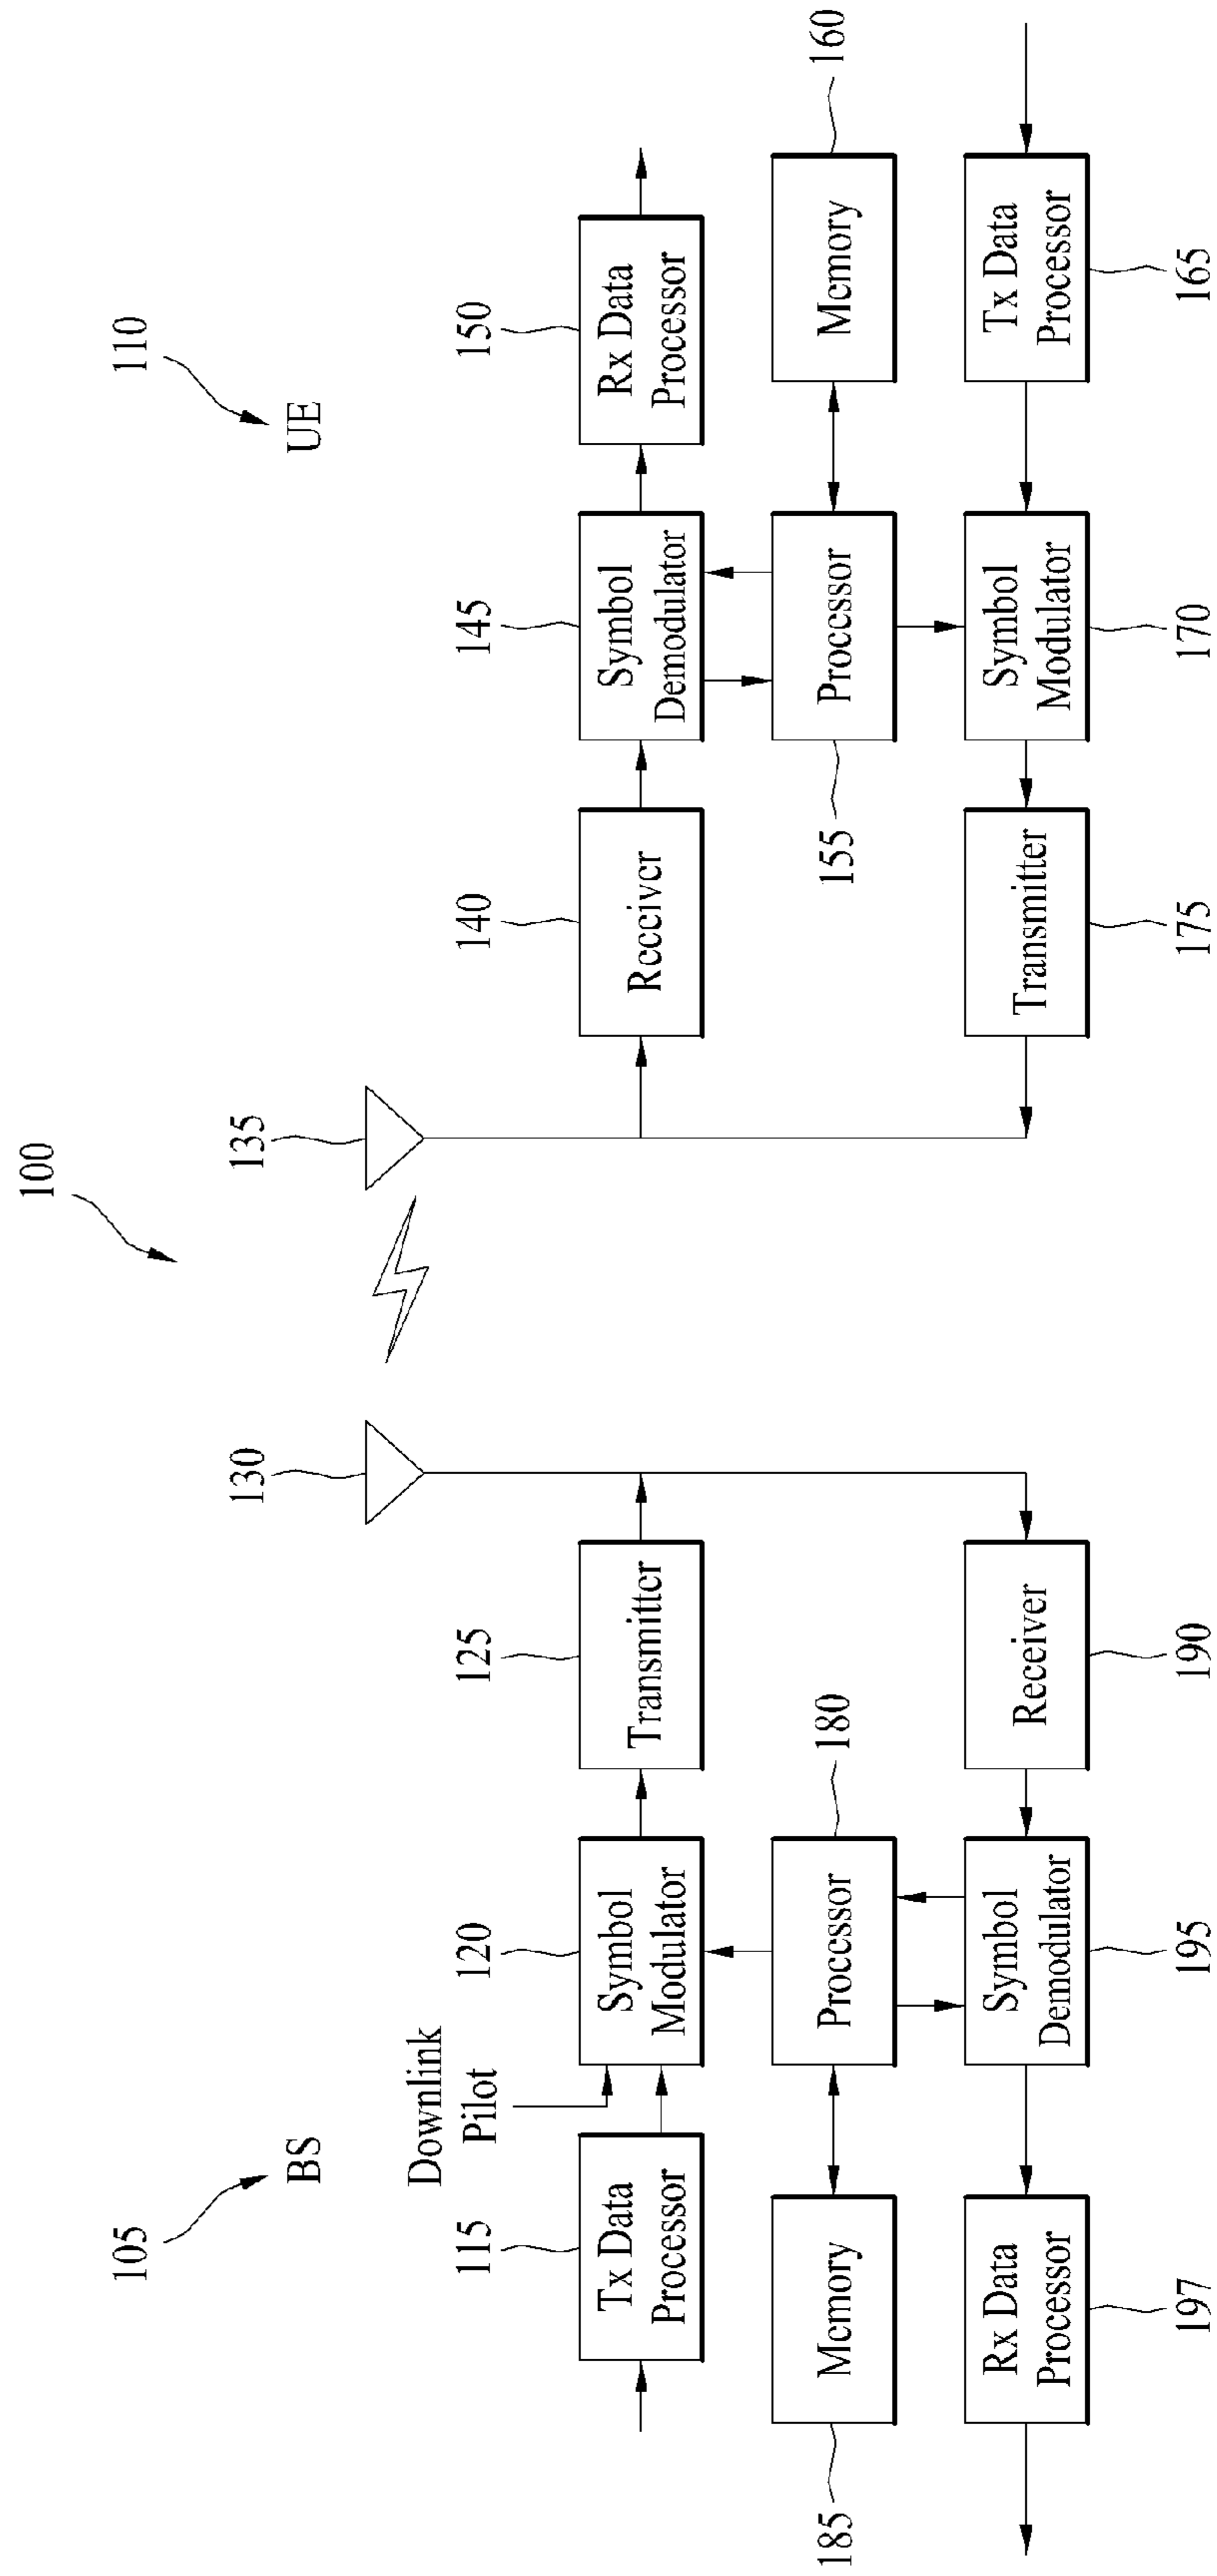 100
105
BS
110
UE
130
135
Downlink
Pilot
115
120
125
140
145
150
Tx Data
Processor
Symbol
Modulator
Transmitter
Receiver
Symbol
Demodulator
Rx Data
Processor
180
Memory
Processor
Processor
Memory
185
155
160
Rx Data
Processor
Symbol
Demodulator
Receiver
Transmitter
Symbol
Modulator
Tx Data
Processor
197
195
190
175
170
165